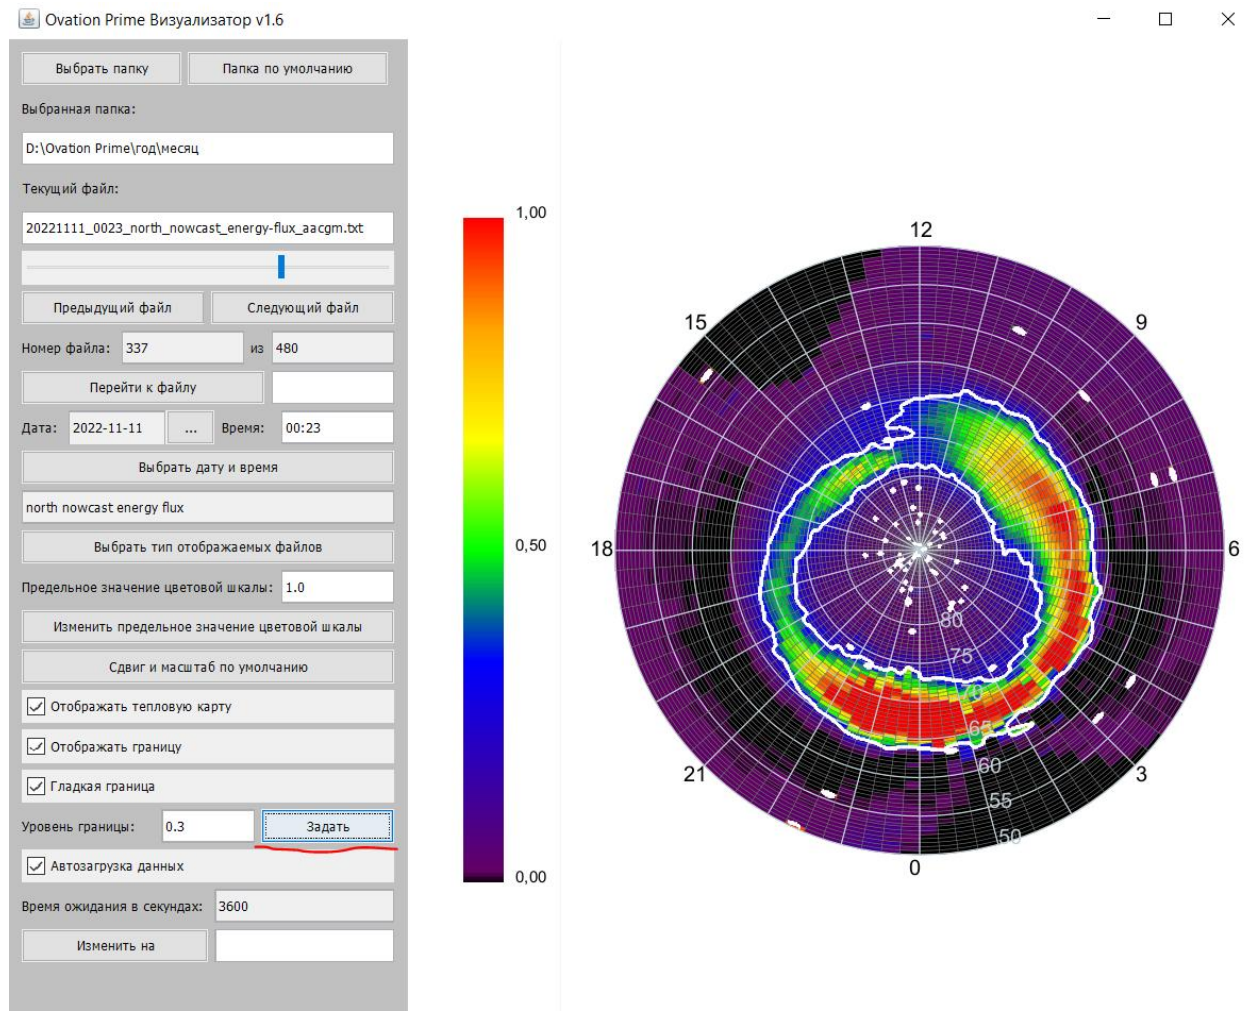 Ovation Prime Визуализатор v1.6
Выбрать папку
Папка по умолчанию
Выбранная папка:
D:\Ovation Prime\год\месяц
Текущий файл:
20221111_0023_north_nowcast_energy-flux_aacgm.txt
Предыдущий файл
Следующий файл
Номер файла: 337 из 480
Перейти к файлу
Дата: 2022-11-11 ... Время: 00:23
Выбрать дату и время
north nowcast energy flux
Выбрать тип отображаемых файлов
Предельное значение цветовой шкалы: 1.0
Изменить предельное значение цветовой шкалы
Сдвиг и масштаб по умолчанию
Отображать тепловую карту
Отображать границу
Гладкая граница
Уровень границы: 0.3 Задать
Автозагрузка данных
Время ожидания в секундах: 3600
Изменить на
1,00
0,50
0,00
12
15
9
18
6
21
3
0
80
75
70
65
60
55
50